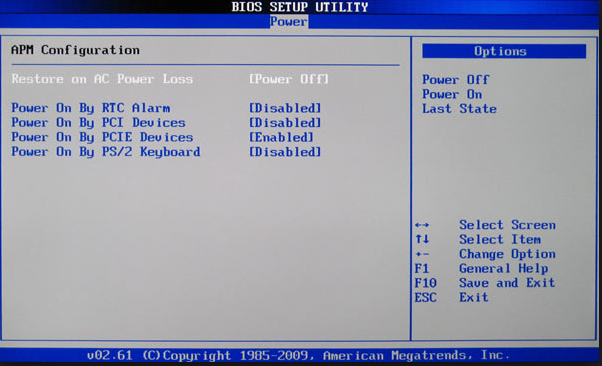 BIOS SETUP UTILITY
Power
APM Configuration
Restore on AC Power Loss [Power Off]
Power On By RTC Alarm [Disabled]
Power On By PCI Devices [Disabled]
Power On By PCIE Devices [Enabled]
Power On By PS/2 Keyboard [Disabled]
Options
Power Off
Power On
Last State
←→ Select Screen
↑↓ Select Item
+- Change Option
F1 General Help
F10 Save and Exit
ESC Exit
v02.61 (C)Copyright 1985-2009, American Megatrends, Inc.